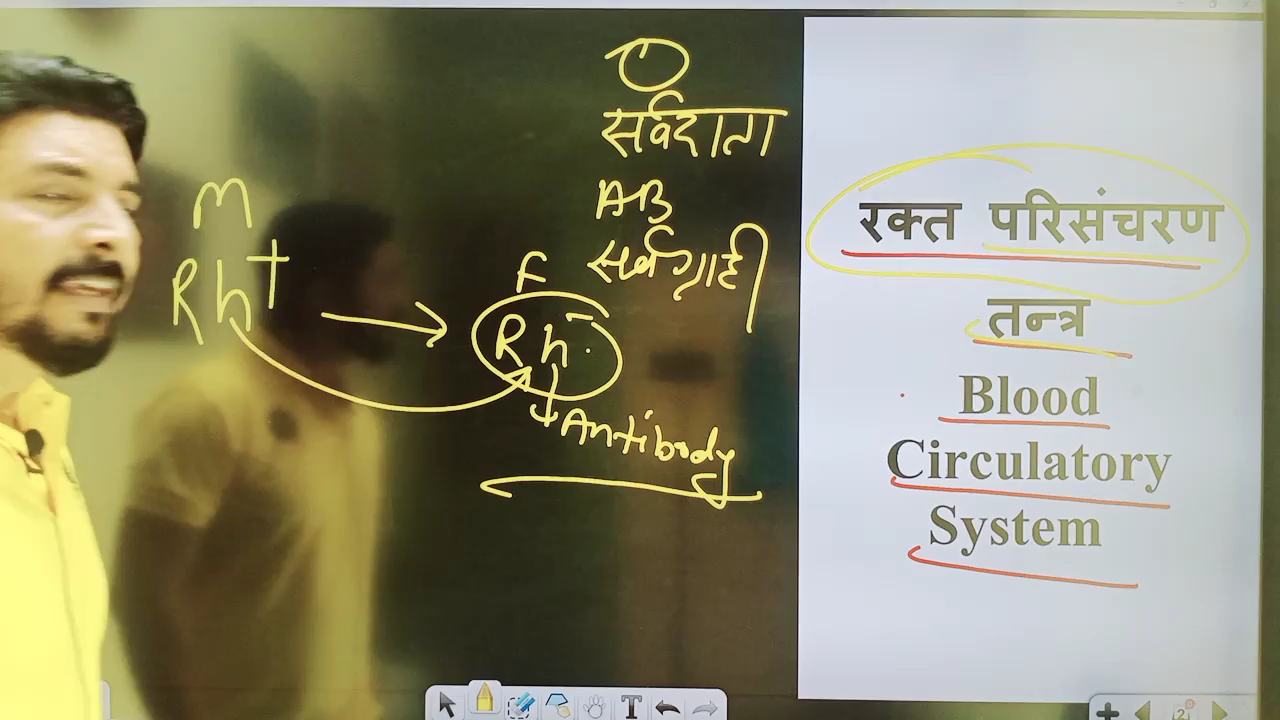 O
सर्वदाता
AB
सर्वग्राही
M
Rh+
F
Rh-
Antibody
रक्त परिसंचरण
तन्त्र
Blood
Circulatory
System
T